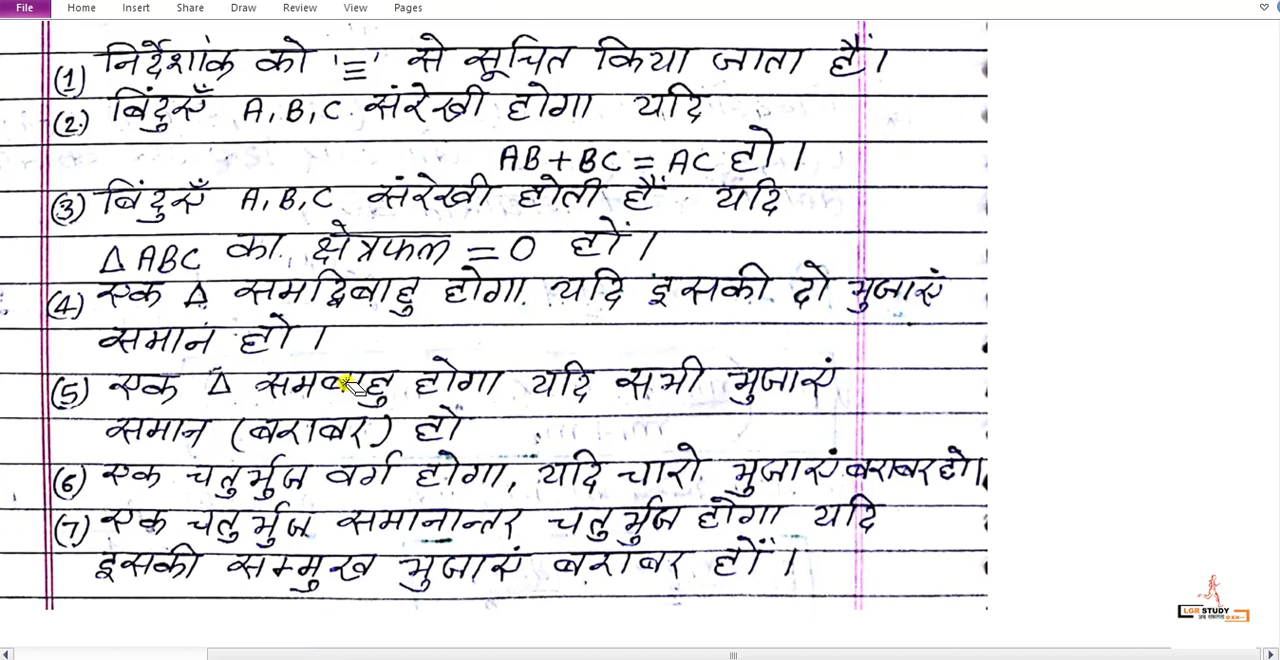 File Home Insert Share Draw Review View Pages
(1) निर्देशांक को '≡' से सूचित किया जाता हैं।
(2) बिंदुएँ A, B, C संरेखी होगा यदि
AB + BC = AC हो।
(3) बिंदुएँ A, B, C संरेखी होती हैं यदि
Δ ABC का क्षेत्रफल = 0 हों।
(4) एक Δ समद्विबाहु होगा यदि इसकी दो भुजाएं
समान हो।
(5) एक Δ समबाहु होगा यदि सभी भुजाएं
समान (बराबर) हो
(6) एक चतुर्भुज वर्ग होगा, यदि चारो भुजाएं बराबर हो।
(7) एक चतुर्भुज समानान्तर चतुर्भुज होगा यदि
इसकी सम्मुख भुजाएं बराबर हों।
LGR STUDY